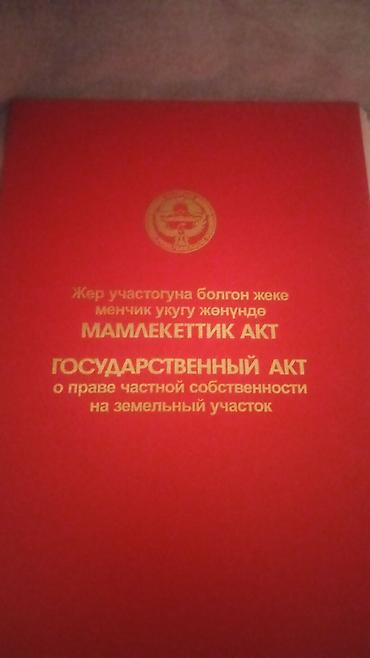 Жер участогуна болгон жеке
менчик укугу жөнүндө
МАМЛЕКЕТТИК АКТ
ГОСУДАРСТВЕННЫЙ АКТ
о праве частной собственности
на земельный участок